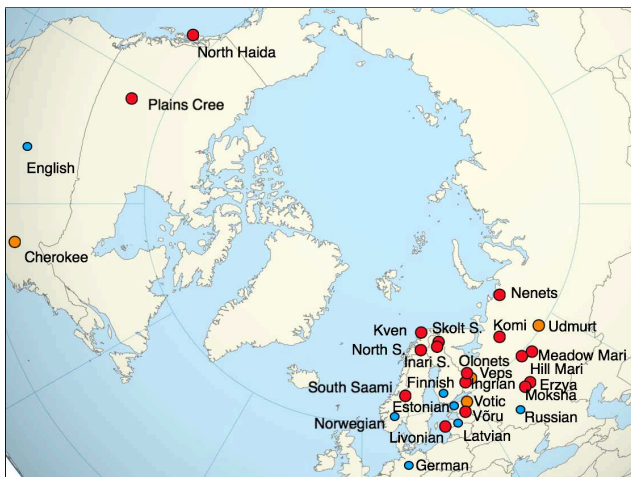 North Haida
Plains Cree
English
Cherokee
Nenets
Kven
Skolt S.
Komi
Udmurt
North S.
Inari S.
Meadow Mari
Olonets
Hill Mari
Veps
South Saami
Finnish
Ingrian
Erzya
Moksha
Estonian
Votic
Norwegian
Võru
Russian
Livonian
Latvian
German